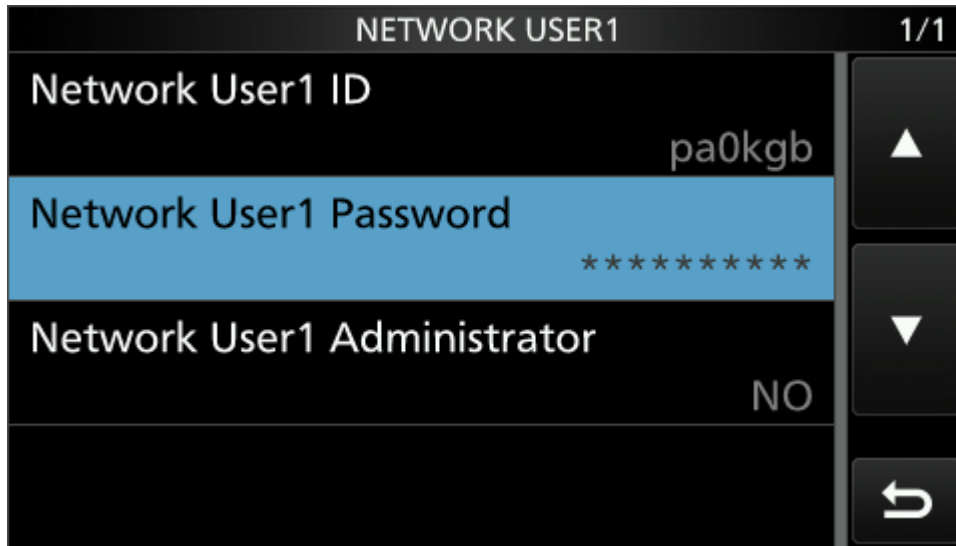 NETWORK USER1 1/1
Network User1 ID
pa0kgb
Network User1 Password
**********
Network User1 Administrator
NO